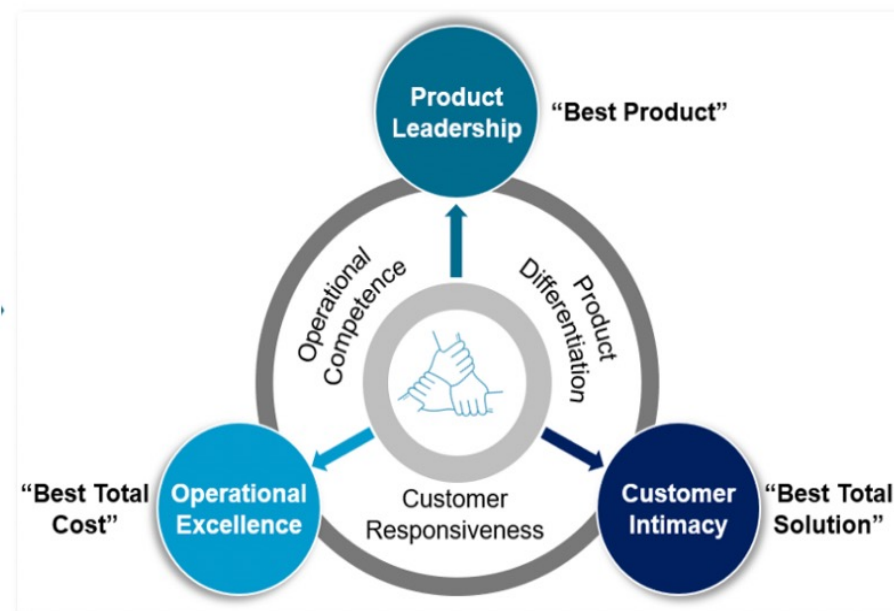 Product
Leadership
“Best Product”
Operational
Competence
Product
Differentiation
“Best Total
Cost”
Operational
Excellence
Customer
Responsiveness
Customer
Intimacy
“Best Total
Solution”